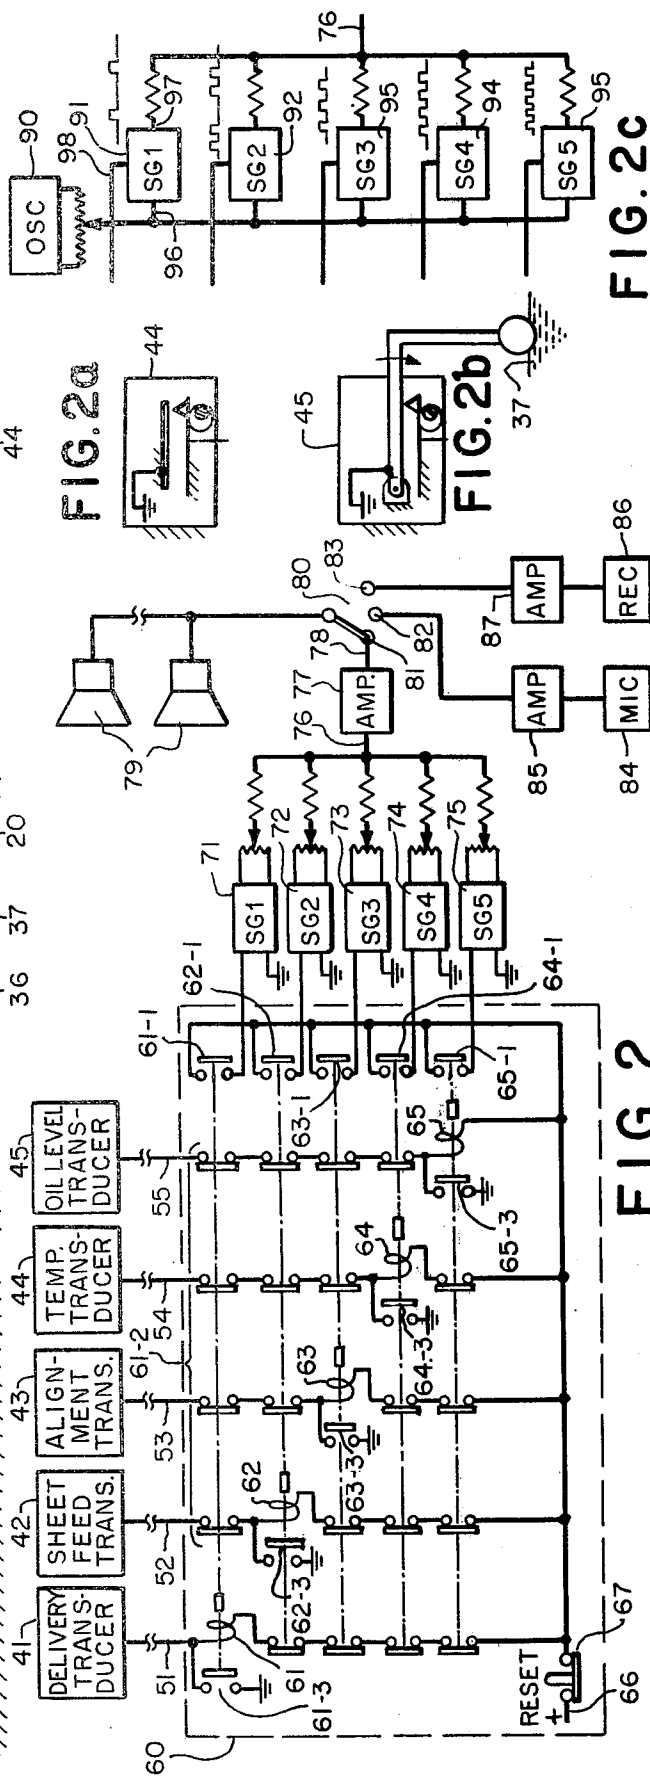 44
36
37
20
FIG. 2a
44
FIG. 2b
45
37
FIG. 2c
OSC
90
98
91
97
96
SG1
SG2
92
SG3
95
SG4
94
SG5
95
76
FIG. 2
41
DELIVERY
TRANS-
DUCER
42
SHEET
FEED
TRANS.
43
ALIGN-
MENT
TRANS.
44
TEMP.
TRANS-
DUCER
45
OIL LEVEL
TRANS-
DUCER
51
52
53
54
55
60
61
61-1
61-2
61-3
62
62-1
62-3
63
63-1
63-3
64
64-1
64-3
65
65-1
65-3
RESET
+
66
67
71
SG1
72
SG2
73
SG3
74
SG4
75
SG5
76
77
AMP.
78
79
80
81
82
83
AMP
85
MIC
84
AMP
87
REC
86